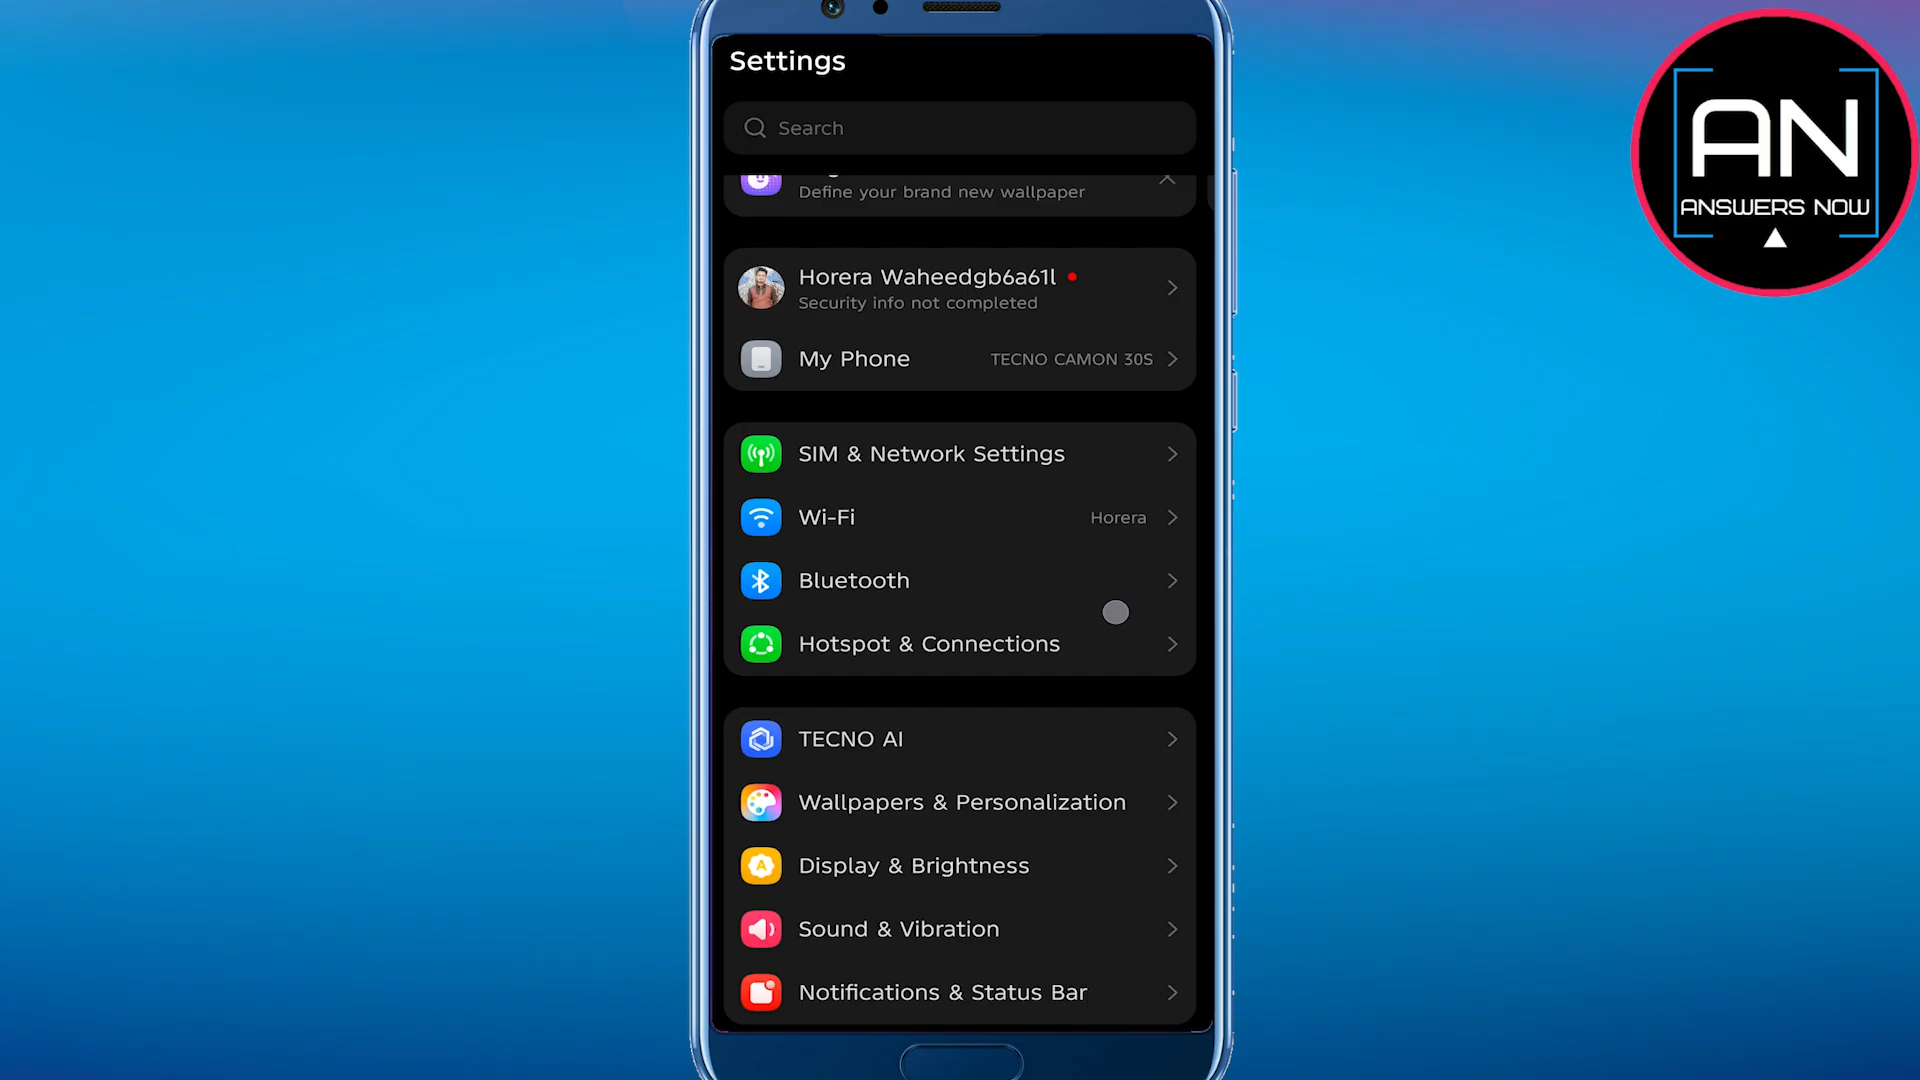 Settings
Search
Define your brand new wallpaper
Horera Waheedgb6a61l
Security info not completed
My Phone TECNO CAMON 30S
SIM & Network Settings
Wi-Fi Horera
Bluetooth
Hotspot & Connections
TECNO AI
Wallpapers & Personalization
Display & Brightness
Sound & Vibration
Notifications & Status Bar
AN
ANSWERS NOW